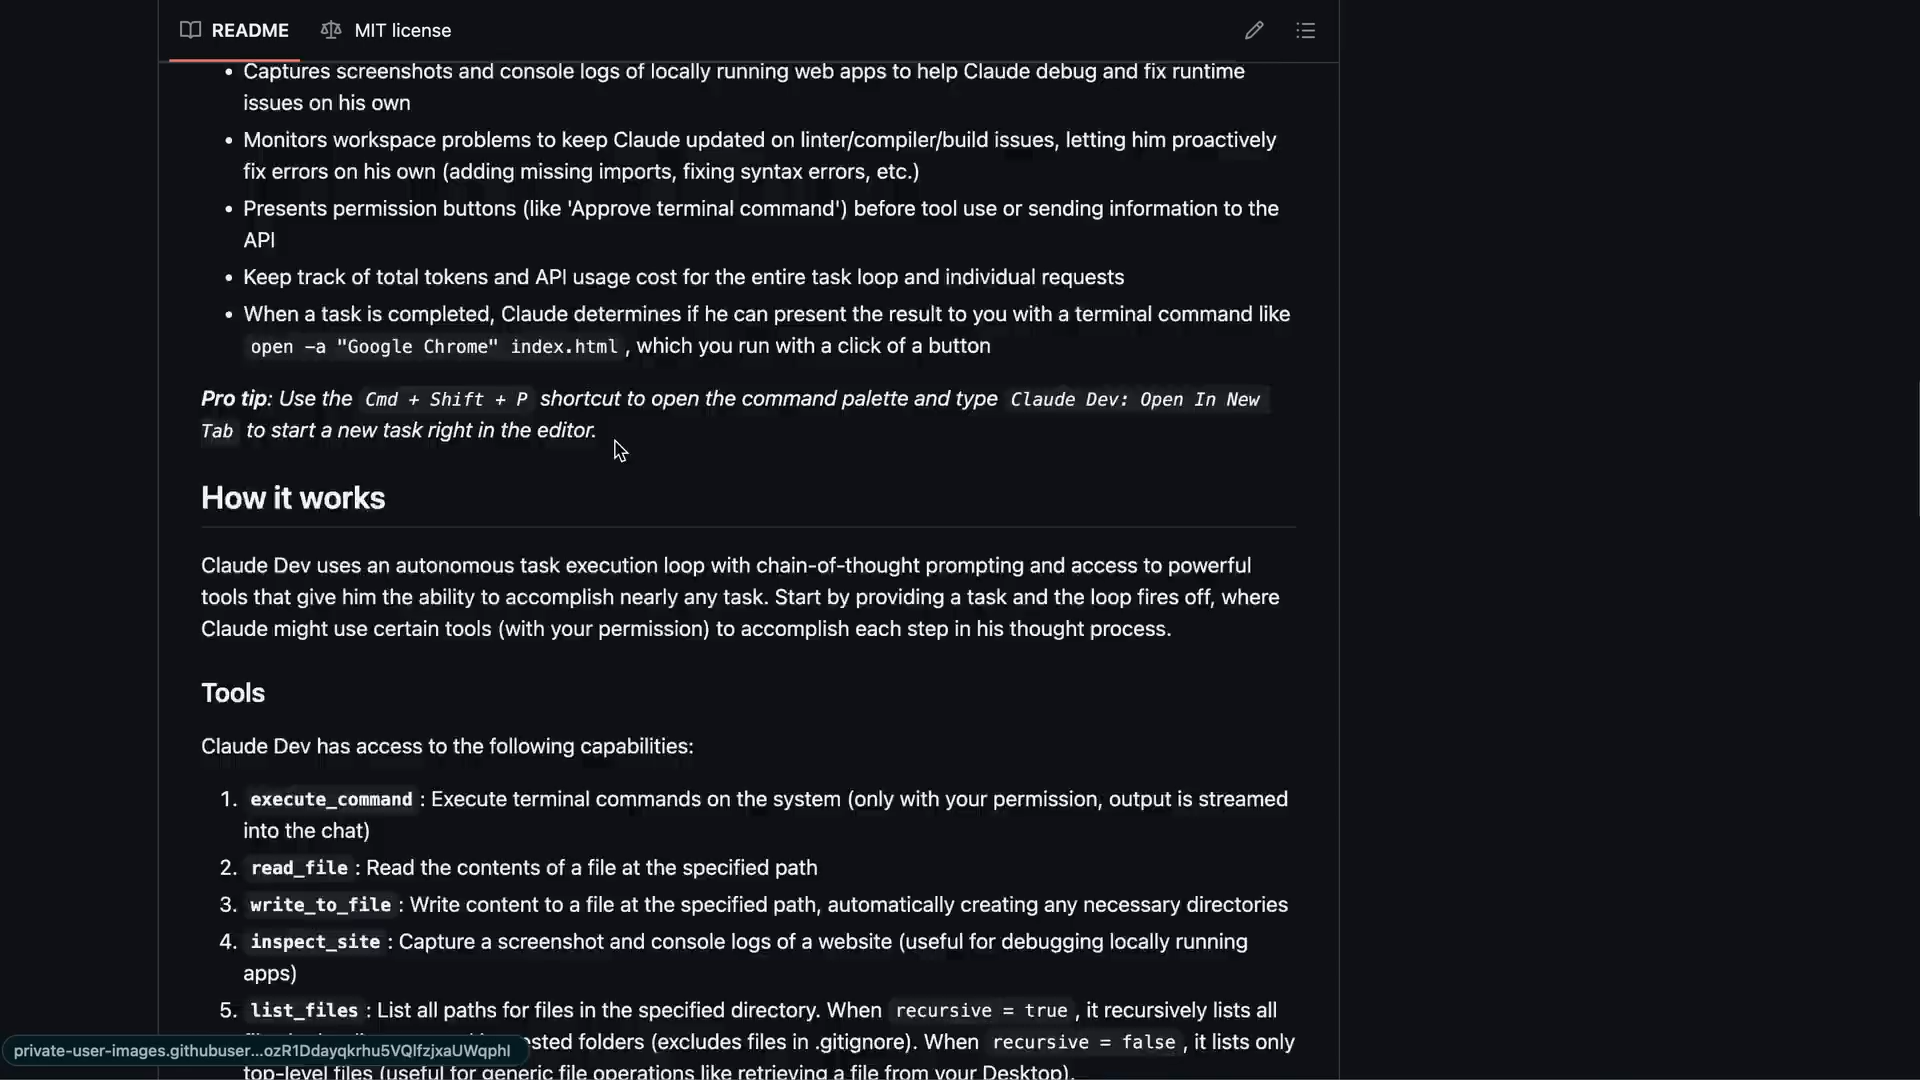 README
MIT license
• Captures screenshots and console logs of locally running web apps to help Claude debug and fix runtime
issues on his own
• Monitors workspace problems to keep Claude updated on linter/compiler/build issues, letting him proactively
fix errors on his own (adding missing imports, fixing syntax errors, etc.)
• Presents permission buttons (like 'Approve terminal command') before tool use or sending information to the
API
• Keep track of total tokens and API usage cost for the entire task loop and individual requests
• When a task is completed, Claude determines if he can present the result to you with a terminal command like
open -a "Google Chrome" index.html , which you run with a click of a button
Pro tip: Use the Cmd + Shift + P shortcut to open the command palette and type Claude Dev: Open In New
Tab to start a new task right in the editor.
How it works
Claude Dev uses an autonomous task execution loop with chain-of-thought prompting and access to powerful
tools that give him the ability to accomplish nearly any task. Start by providing a task and the loop fires off, where
Claude might use certain tools (with your permission) to accomplish each step in his thought process.
Tools
Claude Dev has access to the following capabilities:
1. execute_command : Execute terminal commands on the system (only with your permission, output is streamed
into the chat)
2. read_file : Read the contents of a file at the specified path
3. write_to_file : Write content to a file at the specified path, automatically creating any necessary directories
4. inspect_site : Capture a screenshot and console logs of a website (useful for debugging locally running
apps)
5. list_files : List all paths for files in the specified directory. When recursive = true , it recursively lists all
folders (excludes files in .gitignore). When recursive = false , it lists only
top-level files (useful for generic file operations like retrieving a file from your Desktop).
private-user-images.githubuser...ozR1Ddayqkrhu5VQlfzjxaUWqphI